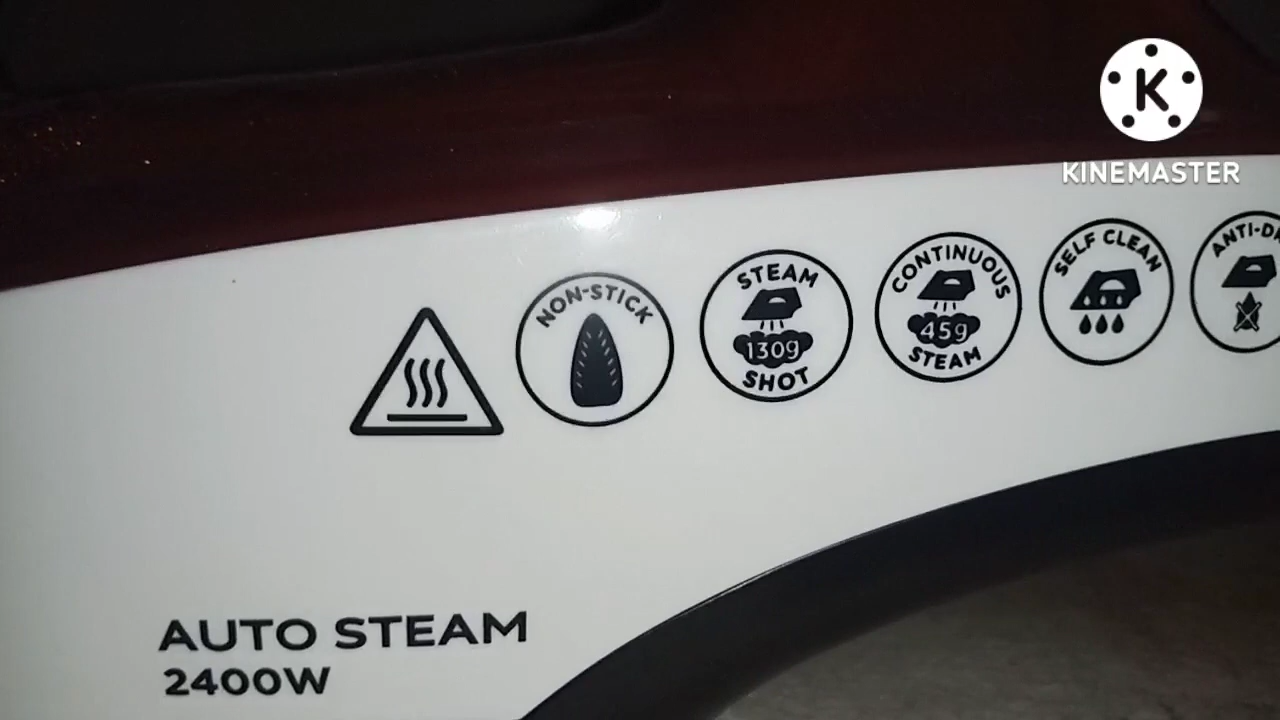 K
KINEMASTER
NON-STICK
STEAM
130g
SHOT
CONTINUOUS
45g
STEAM
SELF CLEAN
AUTO STEAM
2400W